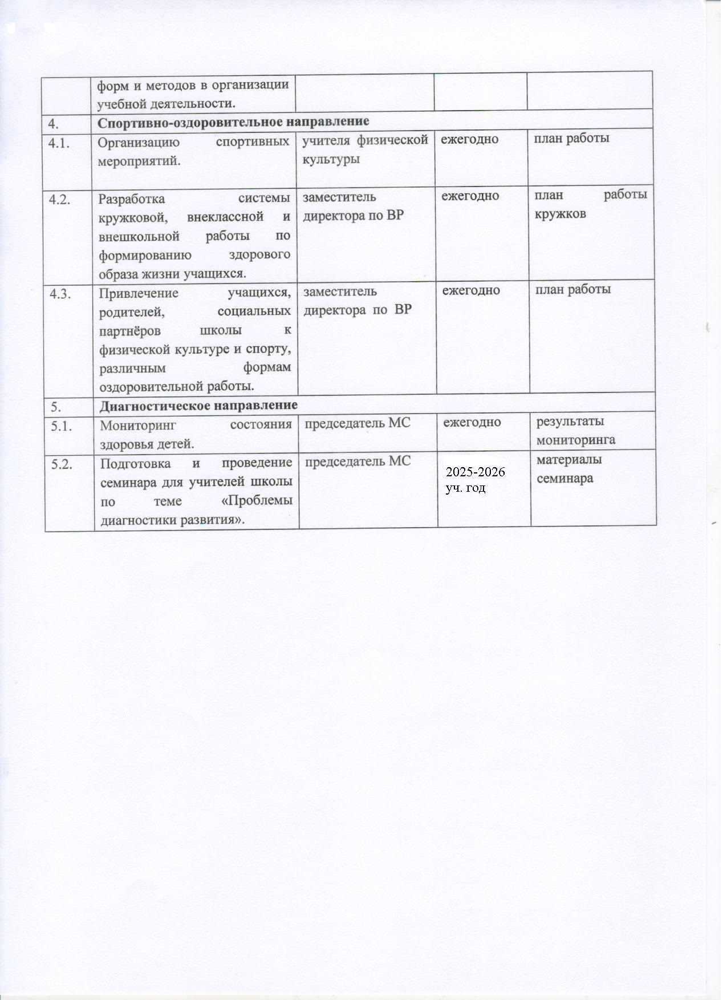 форм и методов в организации
учебной деятельности.
4. Спортивно-оздоровительное направление
4.1. Организацию спортивных
мероприятий.
учителя физической
культуры
ежегодно
план работы
4.2. Разработка системы
кружковой, внеклассной и
внешкольной работы по
формированию здорового
образа жизни учащихся.
заместитель
директора по ВР
ежегодно
план работы
кружков
4.3. Привлечение учащихся,
родителей, социальных
партнёров школы к
физической культуре и спорту,
различным формам
оздоровительной работы.
заместитель
директора по ВР
ежегодно
план работы
5. Диагностическое направление
5.1. Мониторинг состояния
здоровья детей.
председатель МС
ежегодно
результаты
мониторинга
5.2. Подготовка и проведение
семинара для учителей школы
по теме «Проблемы
диагностики развития».
председатель МС
2025-2026
уч. год
материалы
семинара